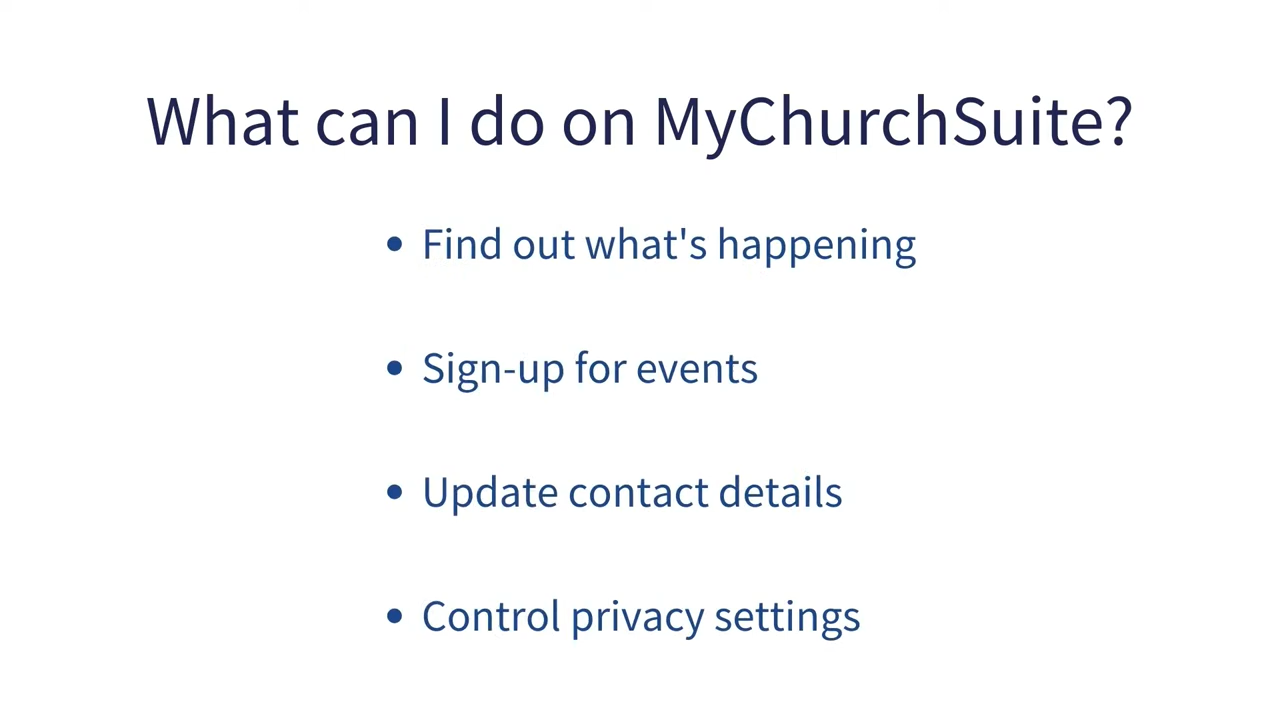 What can I do on MyChurchSuite?
• Find out what's happening
• Sign-up for events
• Update contact details
• Control privacy settings